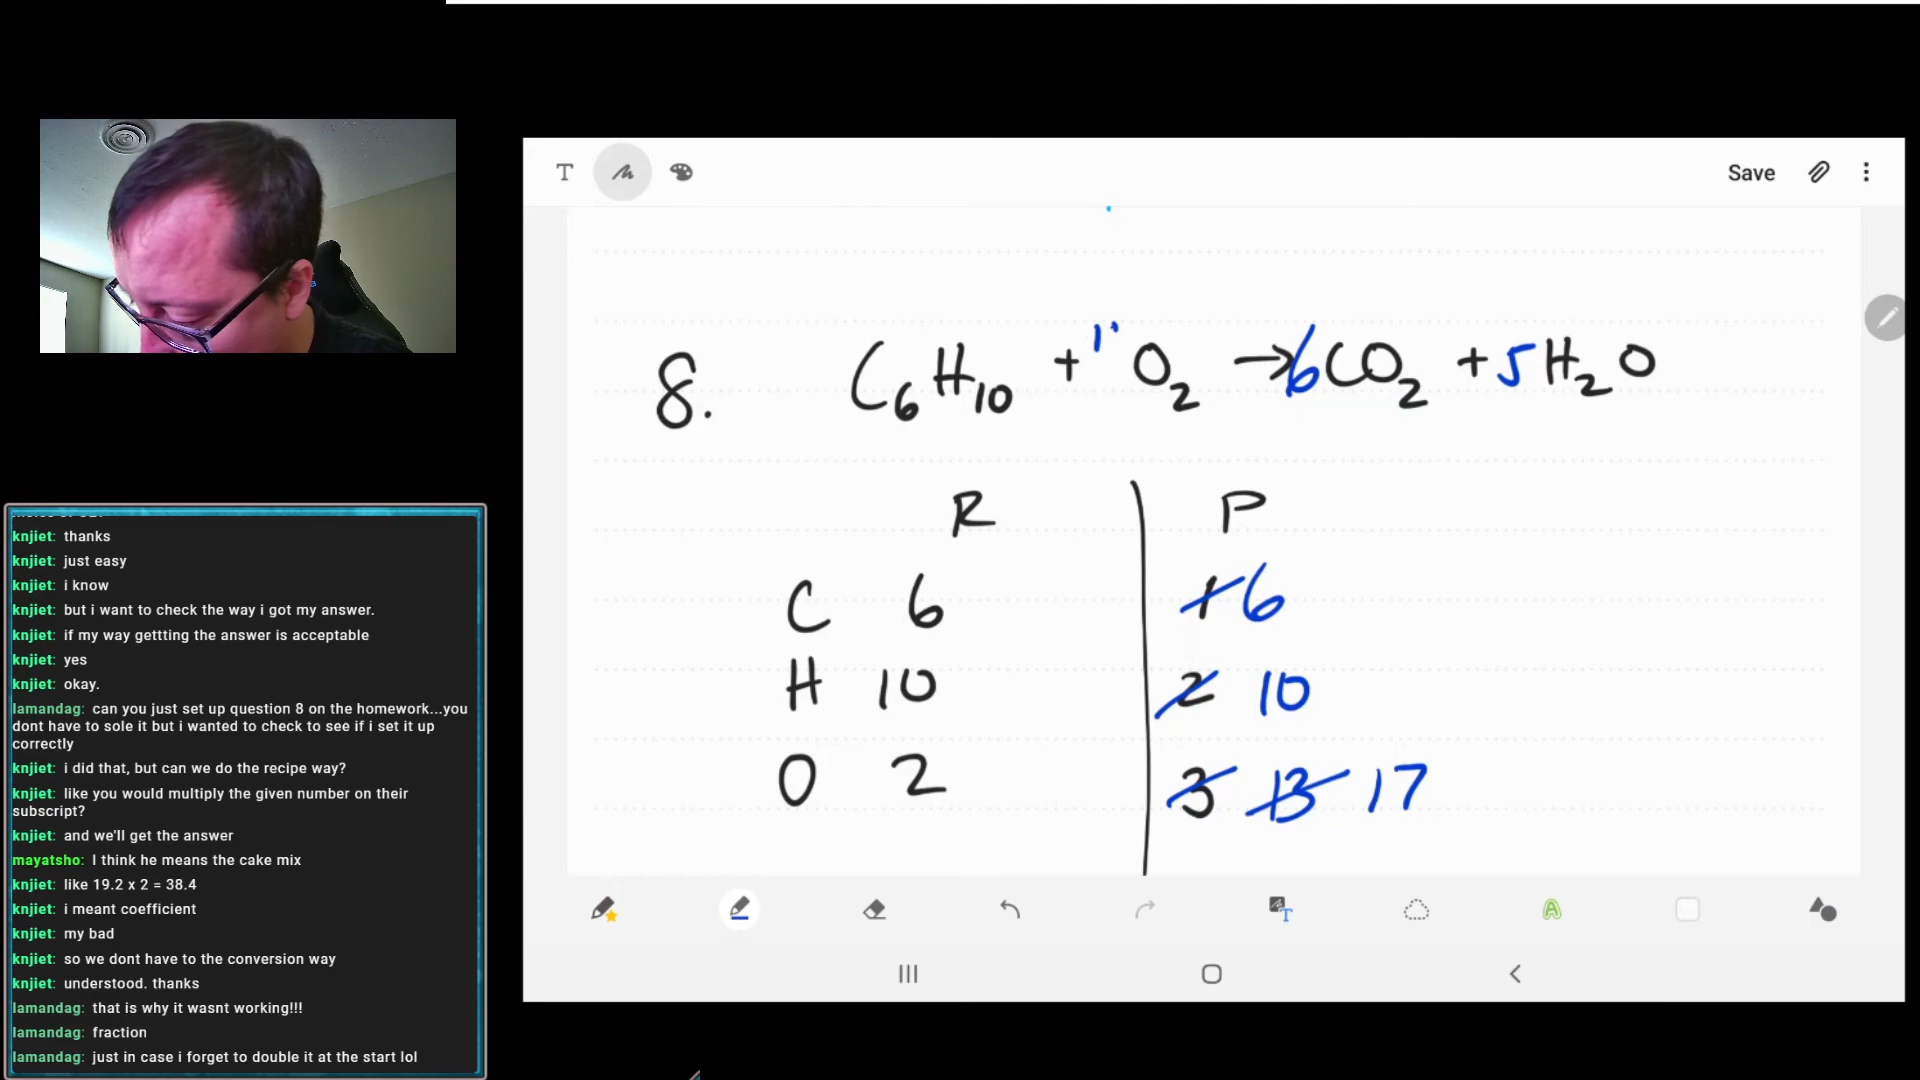 T Save
8. C6H10 + 1 O2 → 6CO2 + 5H2O
R P
C 6 1 6
H 10 2 10
O 2 3 13 17
knjiet: thanks
knjiet: just easy
knjiet: i know
knjiet: but i want to check the way i got my answer.
knjiet: if my way gettting the answer is acceptable
knjiet: yes
knjiet: okay.
lamandag: can you just set up question 8 on the homework...you
dont have to sole it but i wanted to check to see if i set it up
correctly
knjiet: i did that, but can we do the recipe way?
knjiet: like you would multiply the given number on their
subscript?
knjiet: and we'll get the answer
mayatsho: I think he means the cake mix
knjiet: like 19.2 x 2 = 38.4
knjiet: i meant coefficient
knjiet: my bad
knjiet: so we dont have to the conversion way
knjiet: understood. thanks
lamandag: that is why it wasnt working!!!
lamandag: fraction
lamandag: just in case i forget to double it at the start lol